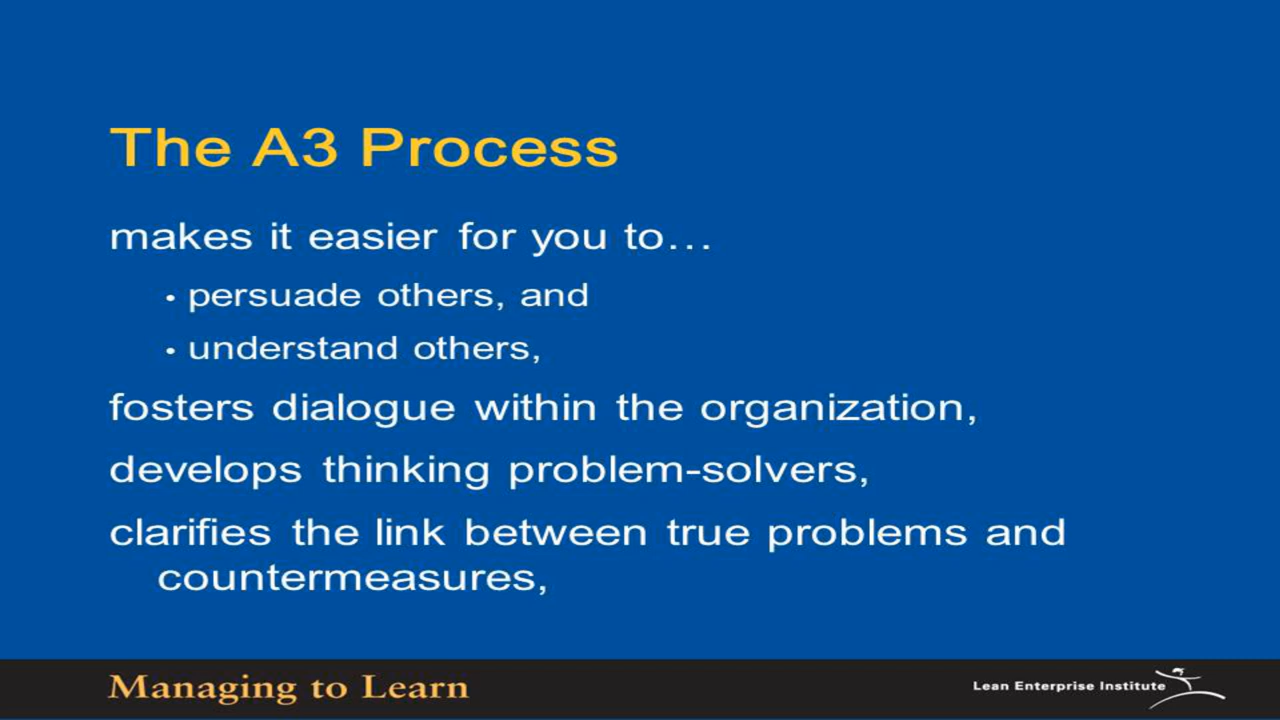 The A3 Process
makes it easier for you to…
• persuade others, and
• understand others,
fosters dialogue within the organization,
develops thinking problem-solvers,
clarifies the link between true problems and
countermeasures,
Managing to Learn
Lean Enterprise Institute